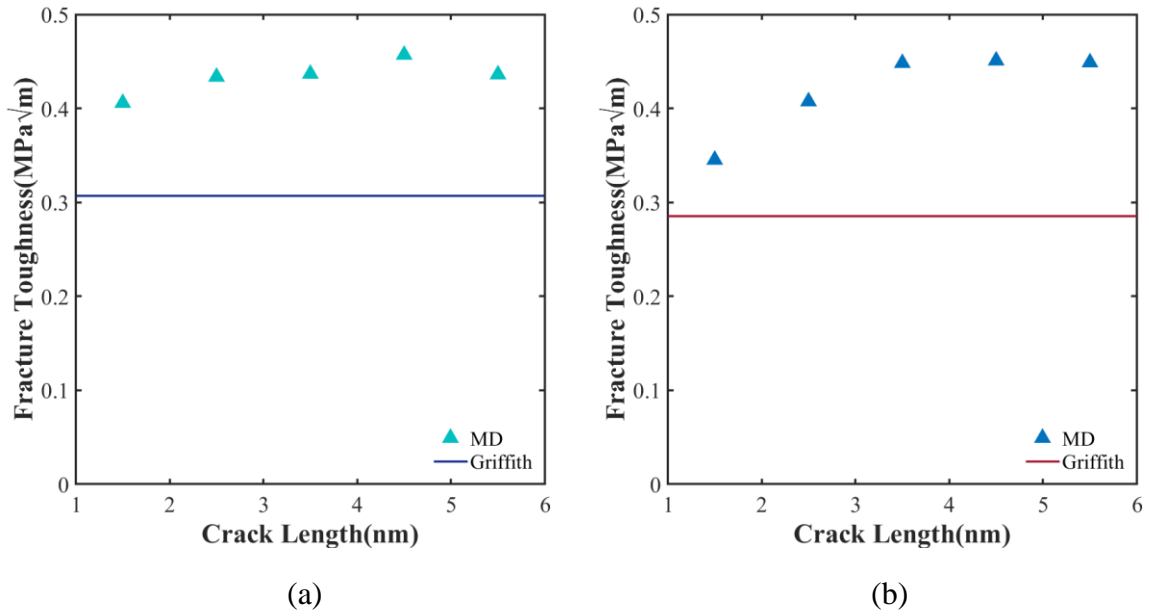 0.5
0.4
0.3
0.2
0.1
0
Fracture Toughness(MPa√m)
1 2 3 4 5 6
Crack Length(nm)
MD
Griffith
(a)
0.5
0.4
0.3
0.2
0.1
0
Fracture Toughness(MPa√m)
1 2 3 4 5 6
Crack Length(nm)
MD
Griffith
(b)